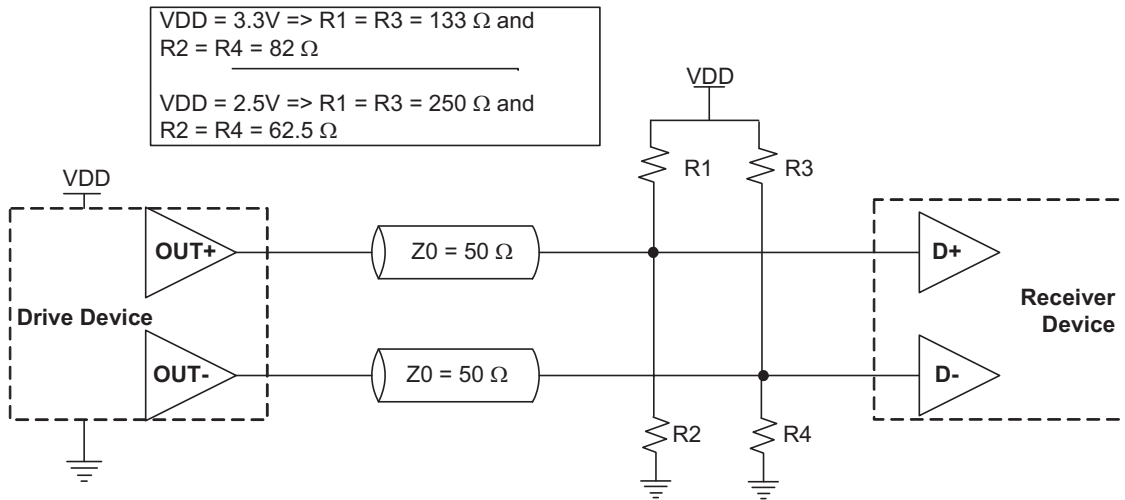 VDD = 3.3V => R1 = R3 = 133 Ω and
R2 = R4 = 82 Ω
VDD = 2.5V => R1 = R3 = 250 Ω and
R2 = R4 = 62.5 Ω
VDD
R1
R3
VDD
OUT+
Z0 = 50 Ω
D+
Drive Device
Receiver
Device
OUT-
Z0 = 50 Ω
D-
R2
R4